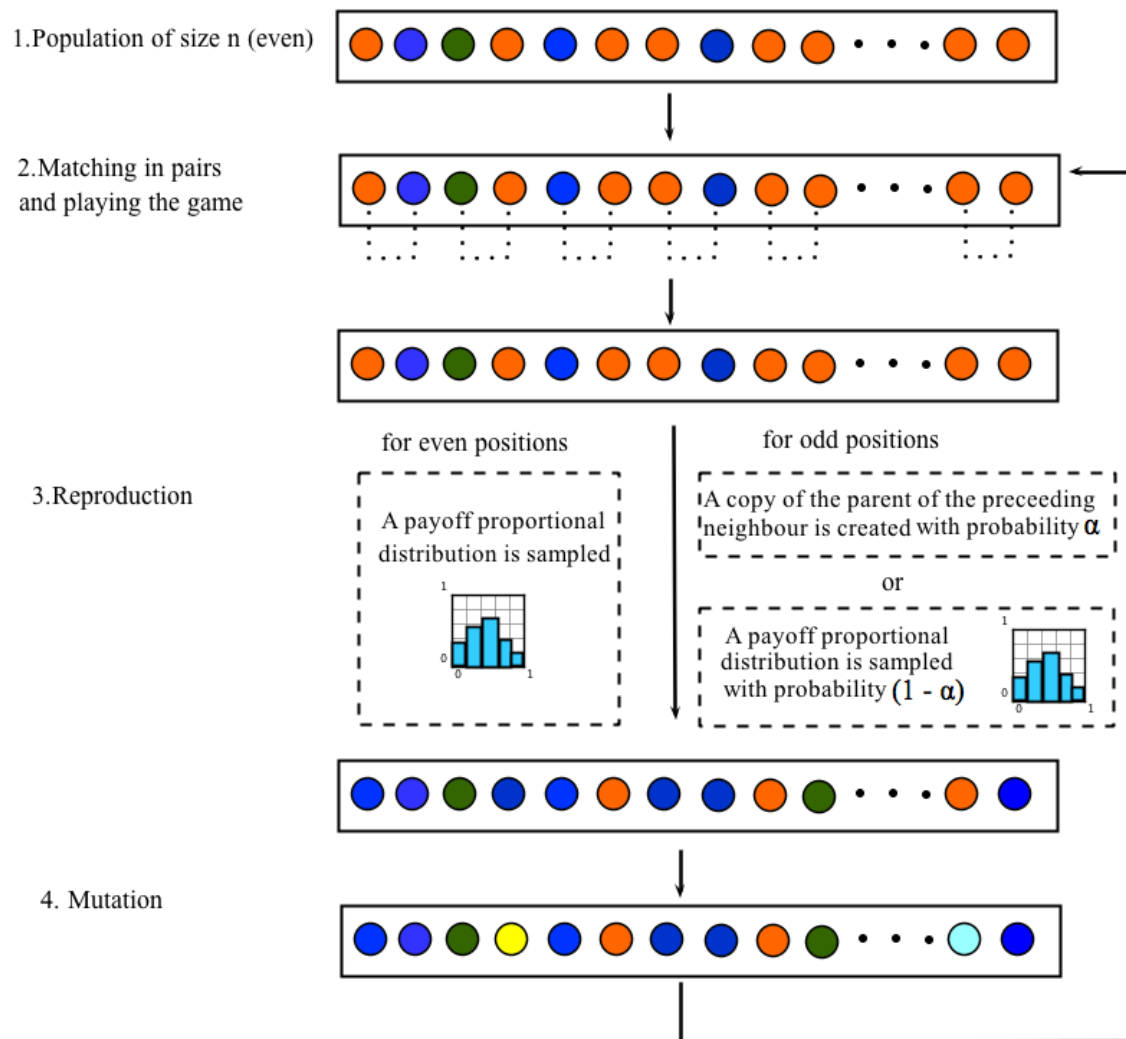 1.Population of size n (even)
2.Matching in pairs
and playing the game
for even positions
for odd positions
3.Reproduction
A payoff proportional
distribution is sampled
1
0
0
1
A copy of the parent of the preceeding
neighbour is created with probability α
or
A payoff proportional
distribution is sampled
with probability (1 - α)
1
0
0
1
4. Mutation